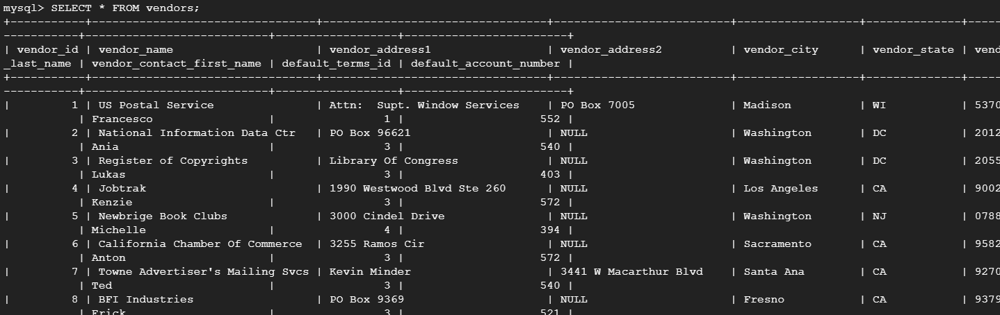 mysql> SELECT * FROM vendors;
+-----------+---------------------------------+---------------------------------+--------------------------+------------------+--------------+-----
-----------+---------------------------+------------------+------------------------+
| vendor_id | vendor_name                     | vendor_address1                 | vendor_address2          | vendor_city      | vendor_state | vend
_last_name | vendor_contact_first_name | default_terms_id | default_account_number |
+-----------+---------------------------------+---------------------------------+--------------------------+------------------+--------------+-----
-----------+---------------------------+------------------+------------------------+
|         1 | US Postal Service               | Attn:  Supt. Window Services    | PO Box 7005              | Madison          | WI           | 5370
           | Francesco                 |                1 |                    552 |
|         2 | National Information Data Ctr   | PO Box 96621                    | NULL                     | Washington       | DC           | 2012
           | Ania                      |                3 |                    540 |
|         3 | Register of Copyrights          | Library Of Congress             | NULL                     | Washington       | DC           | 2055
           | Lukas                     |                3 |                    403 |
|         4 | Jobtrak                         | 1990 Westwood Blvd Ste 260      | NULL                     | Los Angeles      | CA           | 9002
           | Kenzie                    |                3 |                    572 |
|         5 | Newbrige Book Clubs             | 3000 Cindel Drive               | NULL                     | Washington       | NJ           | 0788
           | Michelle                  |                4 |                    394 |
|         6 | California Chamber Of Commerce  | 3255 Ramos Cir                  | NULL                     | Sacramento       | CA           | 9582
           | Anton                     |                3 |                    572 |
|         7 | Towne Advertiser's Mailing Svcs | Kevin Minder                    | 3441 W Macarthur Blvd    | Santa Ana        | CA           | 9270
           | Ted                       |                3 |                    540 |
|         8 | BFI Industries                  | PO Box 9369                     | NULL                     | Fresno           | CA           | 9379
           | Erick                     |                3 |                    521 |